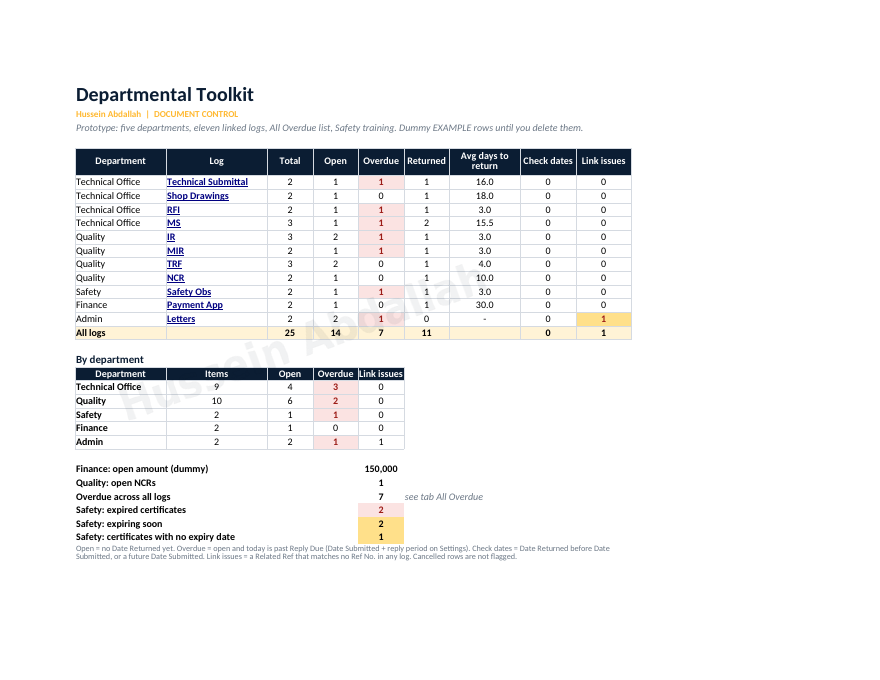 Departmental Toolkit
Hussein Abdallah | DOCUMENT CONTROL
Prototype: five departments, eleven linked logs, All Overdue list, Safety training. Dummy EXAMPLE rows until you delete them.
Department Log Total Open Overdue Returned Avg days to return Check dates Link issues
Technical Office Technical Submittal 2 1 1 1 16.0 0 0
Technical Office Shop Drawings 2 1 0 1 18.0 0 0
Technical Office RFI 2 1 1 1 3.0 0 0
Technical Office MS 3 1 1 2 15.5 0 0
Quality IR 3 2 1 1 3.0 0 0
Quality MIR 2 1 1 1 3.0 0 0
Quality TRF 3 2 0 1 4.0 0 0
Quality NCR 2 1 0 1 10.0 0 0
Safety Safety Obs 2 1 1 1 3.0 0 0
Finance Payment App 2 1 0 1 30.0 0 0
Admin Letters 2 2 1 0 - 0 1
All logs 25 14 7 11 0 1
Hussein Abdallah
By department
Department Items Open Overdue Link issues
Technical Office 9 4 3 0
Quality 10 6 2 0
Safety 2 1 1 0
Finance 2 1 0 0
Admin 2 2 1 1
Finance: open amount (dummy) 150,000
Quality: open NCRs 1
Overdue across all logs 7 see tab All Overdue
Safety: expired certificates 2
Safety: expiring soon 2
Safety: certificates with no expiry date 1
Open = no Date Returned yet. Overdue = open and today is past Reply Due (Date Submitted + reply period on Settings). Check dates = Date Returned before Date
Submitted, or a future Date Submitted. Link issues = a Related Ref that matches no Ref No. in any log. Cancelled rows are not flagged.